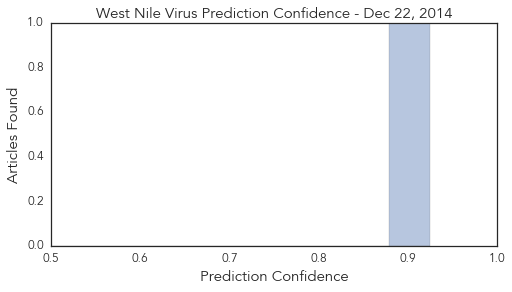 West Nile Virus Prediction Confidence - Dec 22, 2014
1.0
0.8
0.6
0.4
0.2
0.0
Articles Found
0.5 0.6 0.7 0.8 0.9 1.0
Prediction Confidence